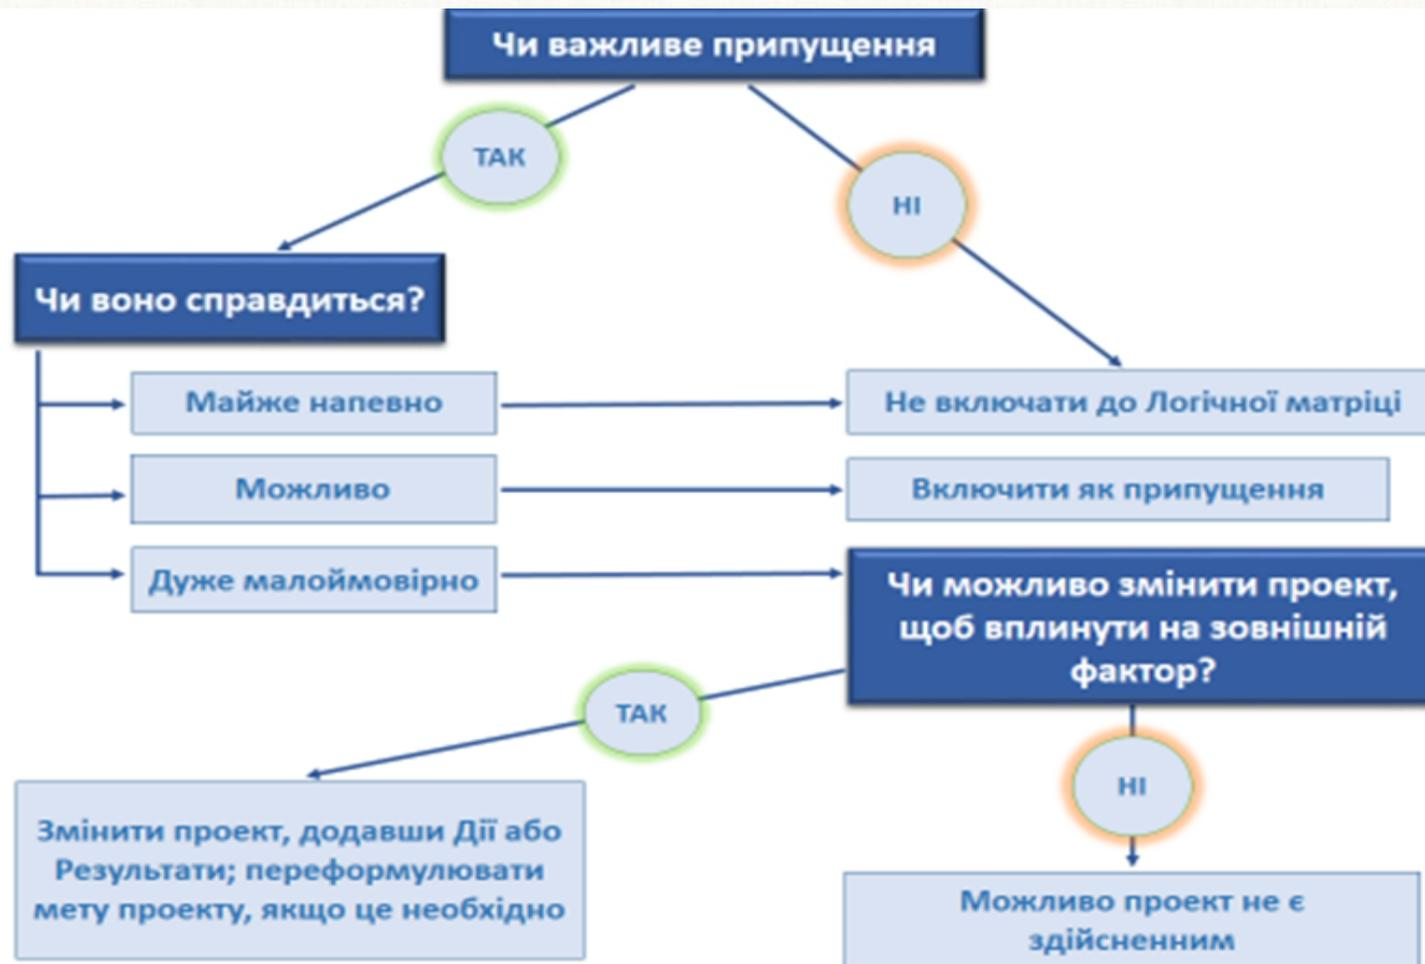 Чи важливе припущення
ТАК
НІ
Чи воно справдиться?
Майже напевно
Не включати до Логічної матриці
Можливо
Включити як припущення
Дуже малоймовірно
Чи можливо змінити проект,
щоб вплинути на зовнішній
фактор?
ТАК
НІ
Змінити проект, додавши Дії або
Результати; переформулювати
мету проекту, якщо це необхідно
Можливо проект не є
здійсненним